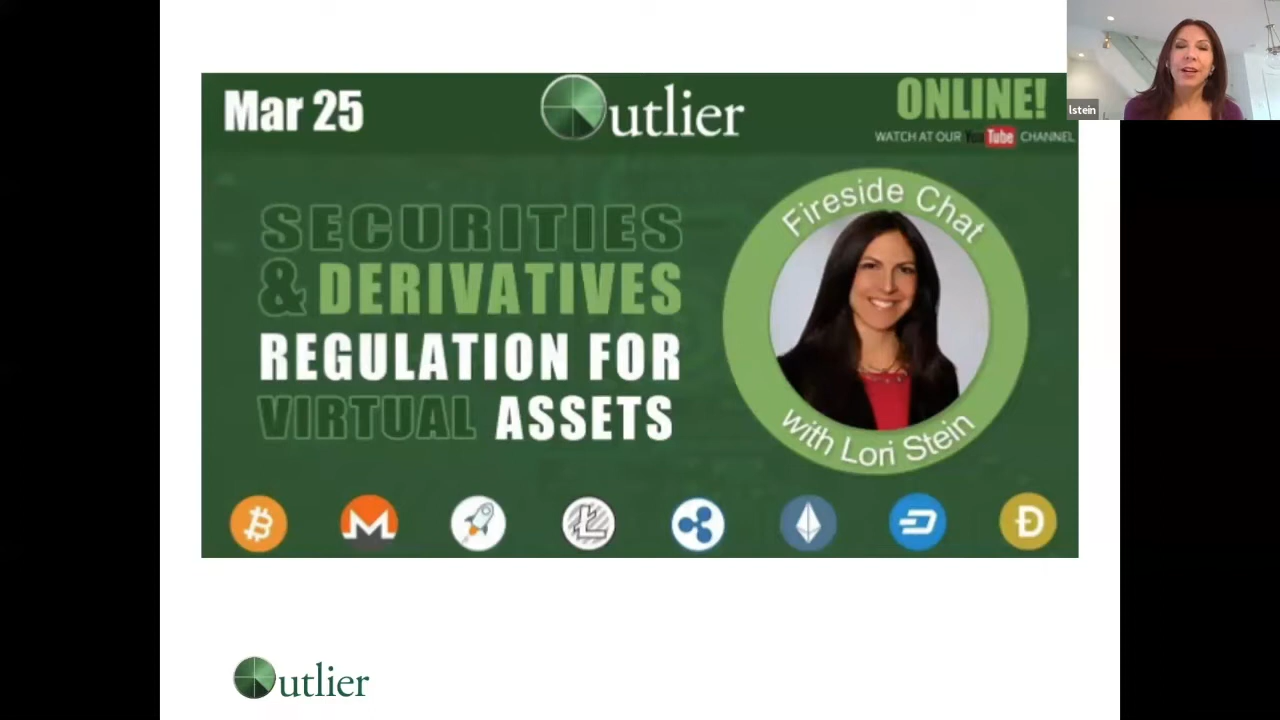 Mar 25
Outlier
ONLINE!
WATCH AT OUR YouTube CHANNEL
lstein
SECURITIES
& DERIVATIVES
REGULATION FOR
VIRTUAL ASSETS
Fireside Chat
with Lori Stein
Outlier